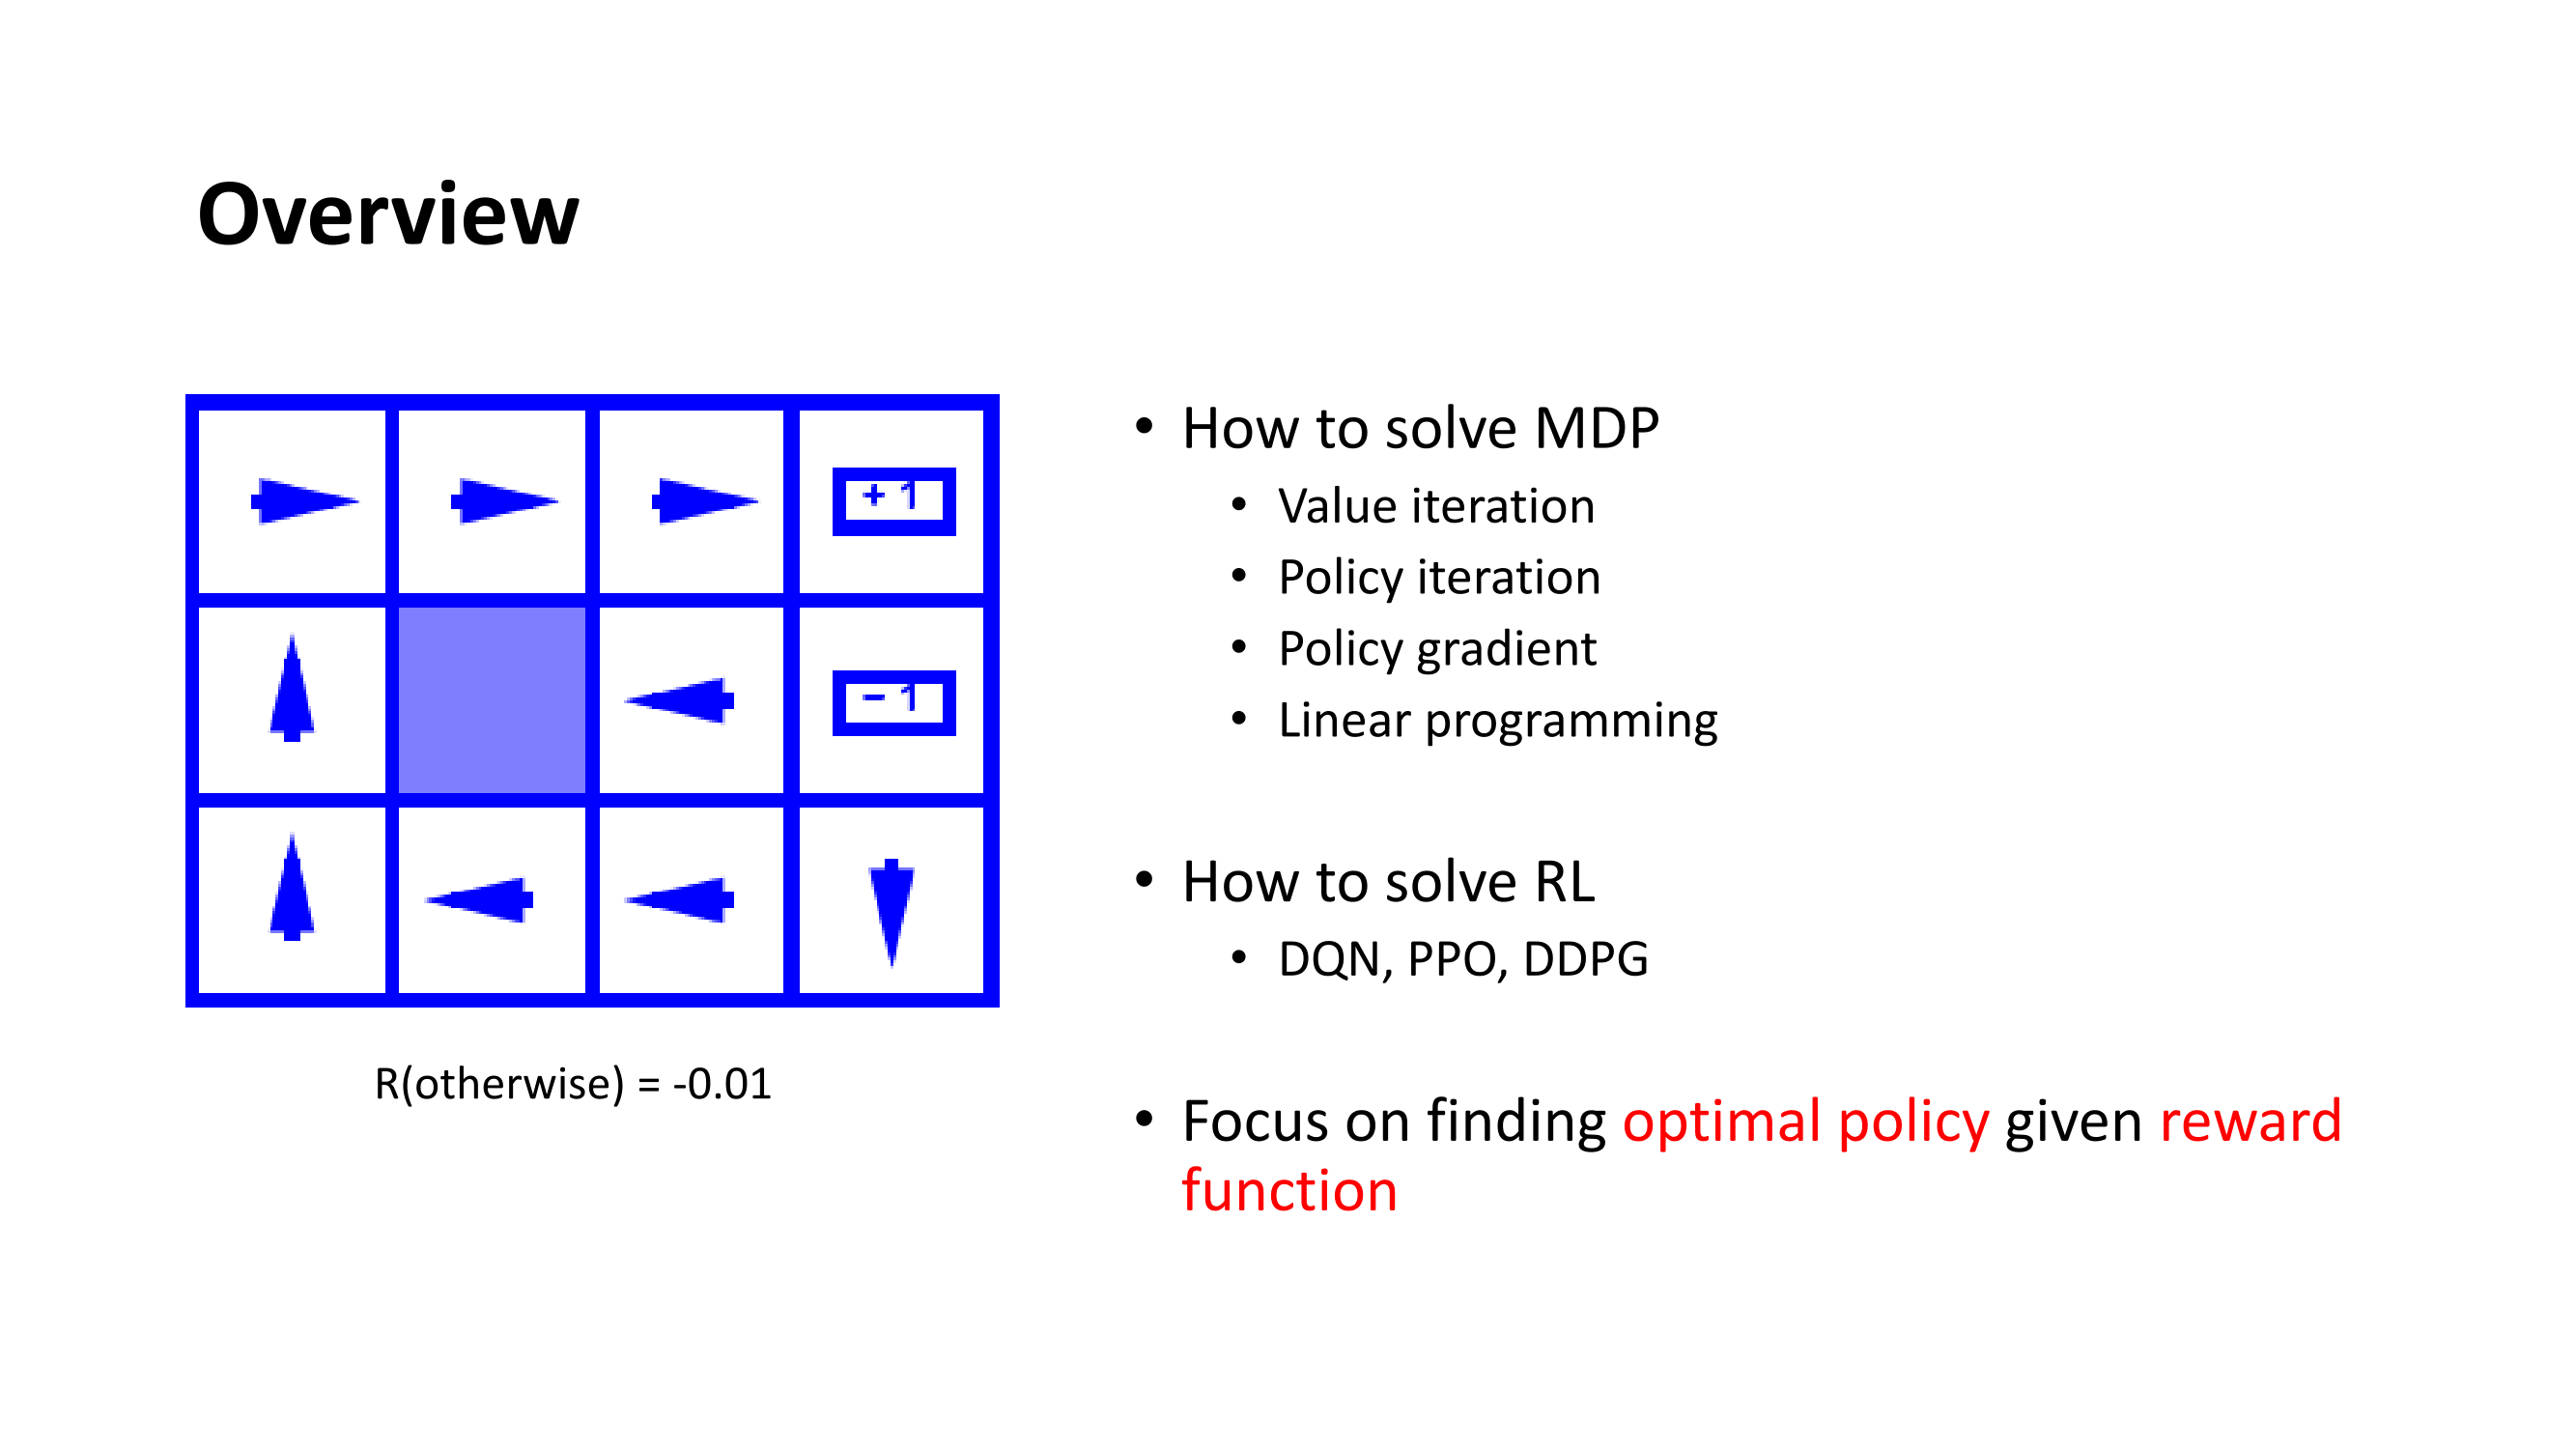 Overview
+ 1
- 1
R(otherwise) = -0.01
• How to solve MDP
• Value iteration
• Policy iteration
• Policy gradient
• Linear programming
• How to solve RL
• DQN, PPO, DDPG
• Focus on finding optimal policy given reward
function